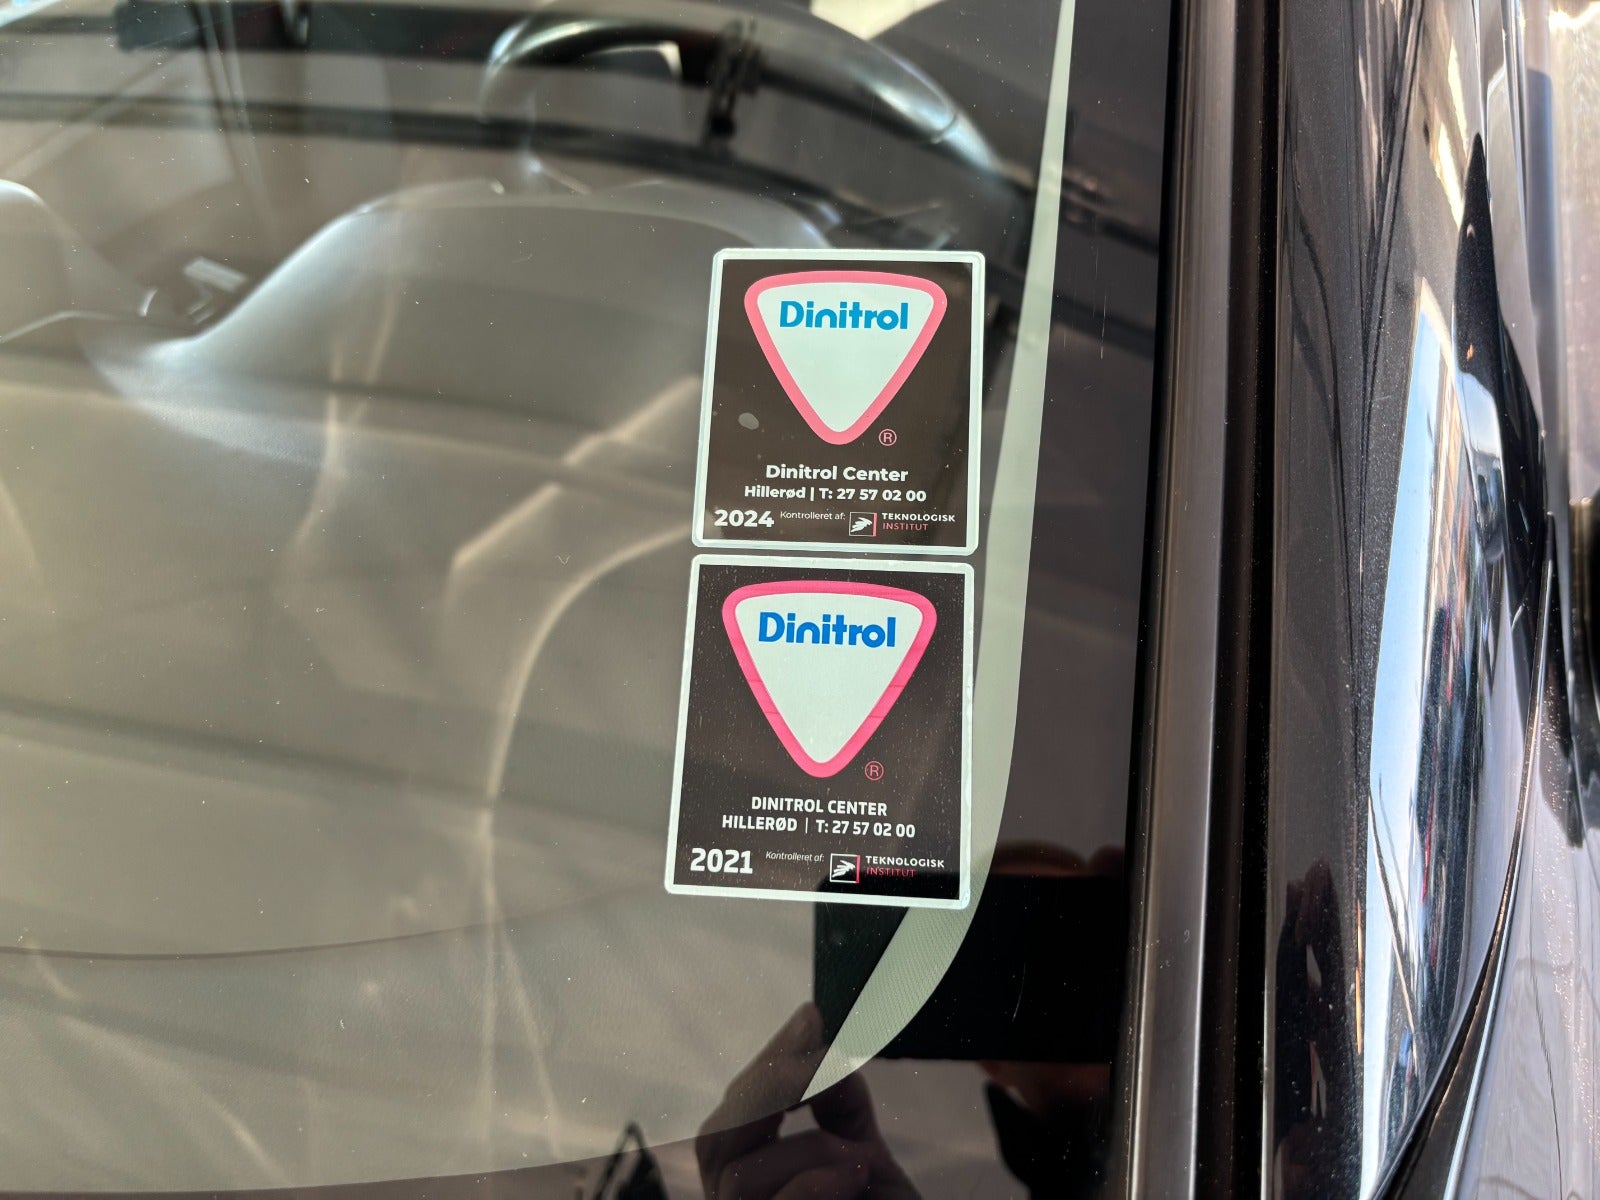 Dinitrol
®
Dinitrol Center
Hillerød | T: 27 57 02 00
2024 Kontrolleret af: TEKNOLOGISK
INSTITUT
Dinitrol
®
DINITROL CENTER
HILLERØD | T: 27 57 02 00
2021 Kontrolleret af: TEKNOLOGISK
INSTITUT